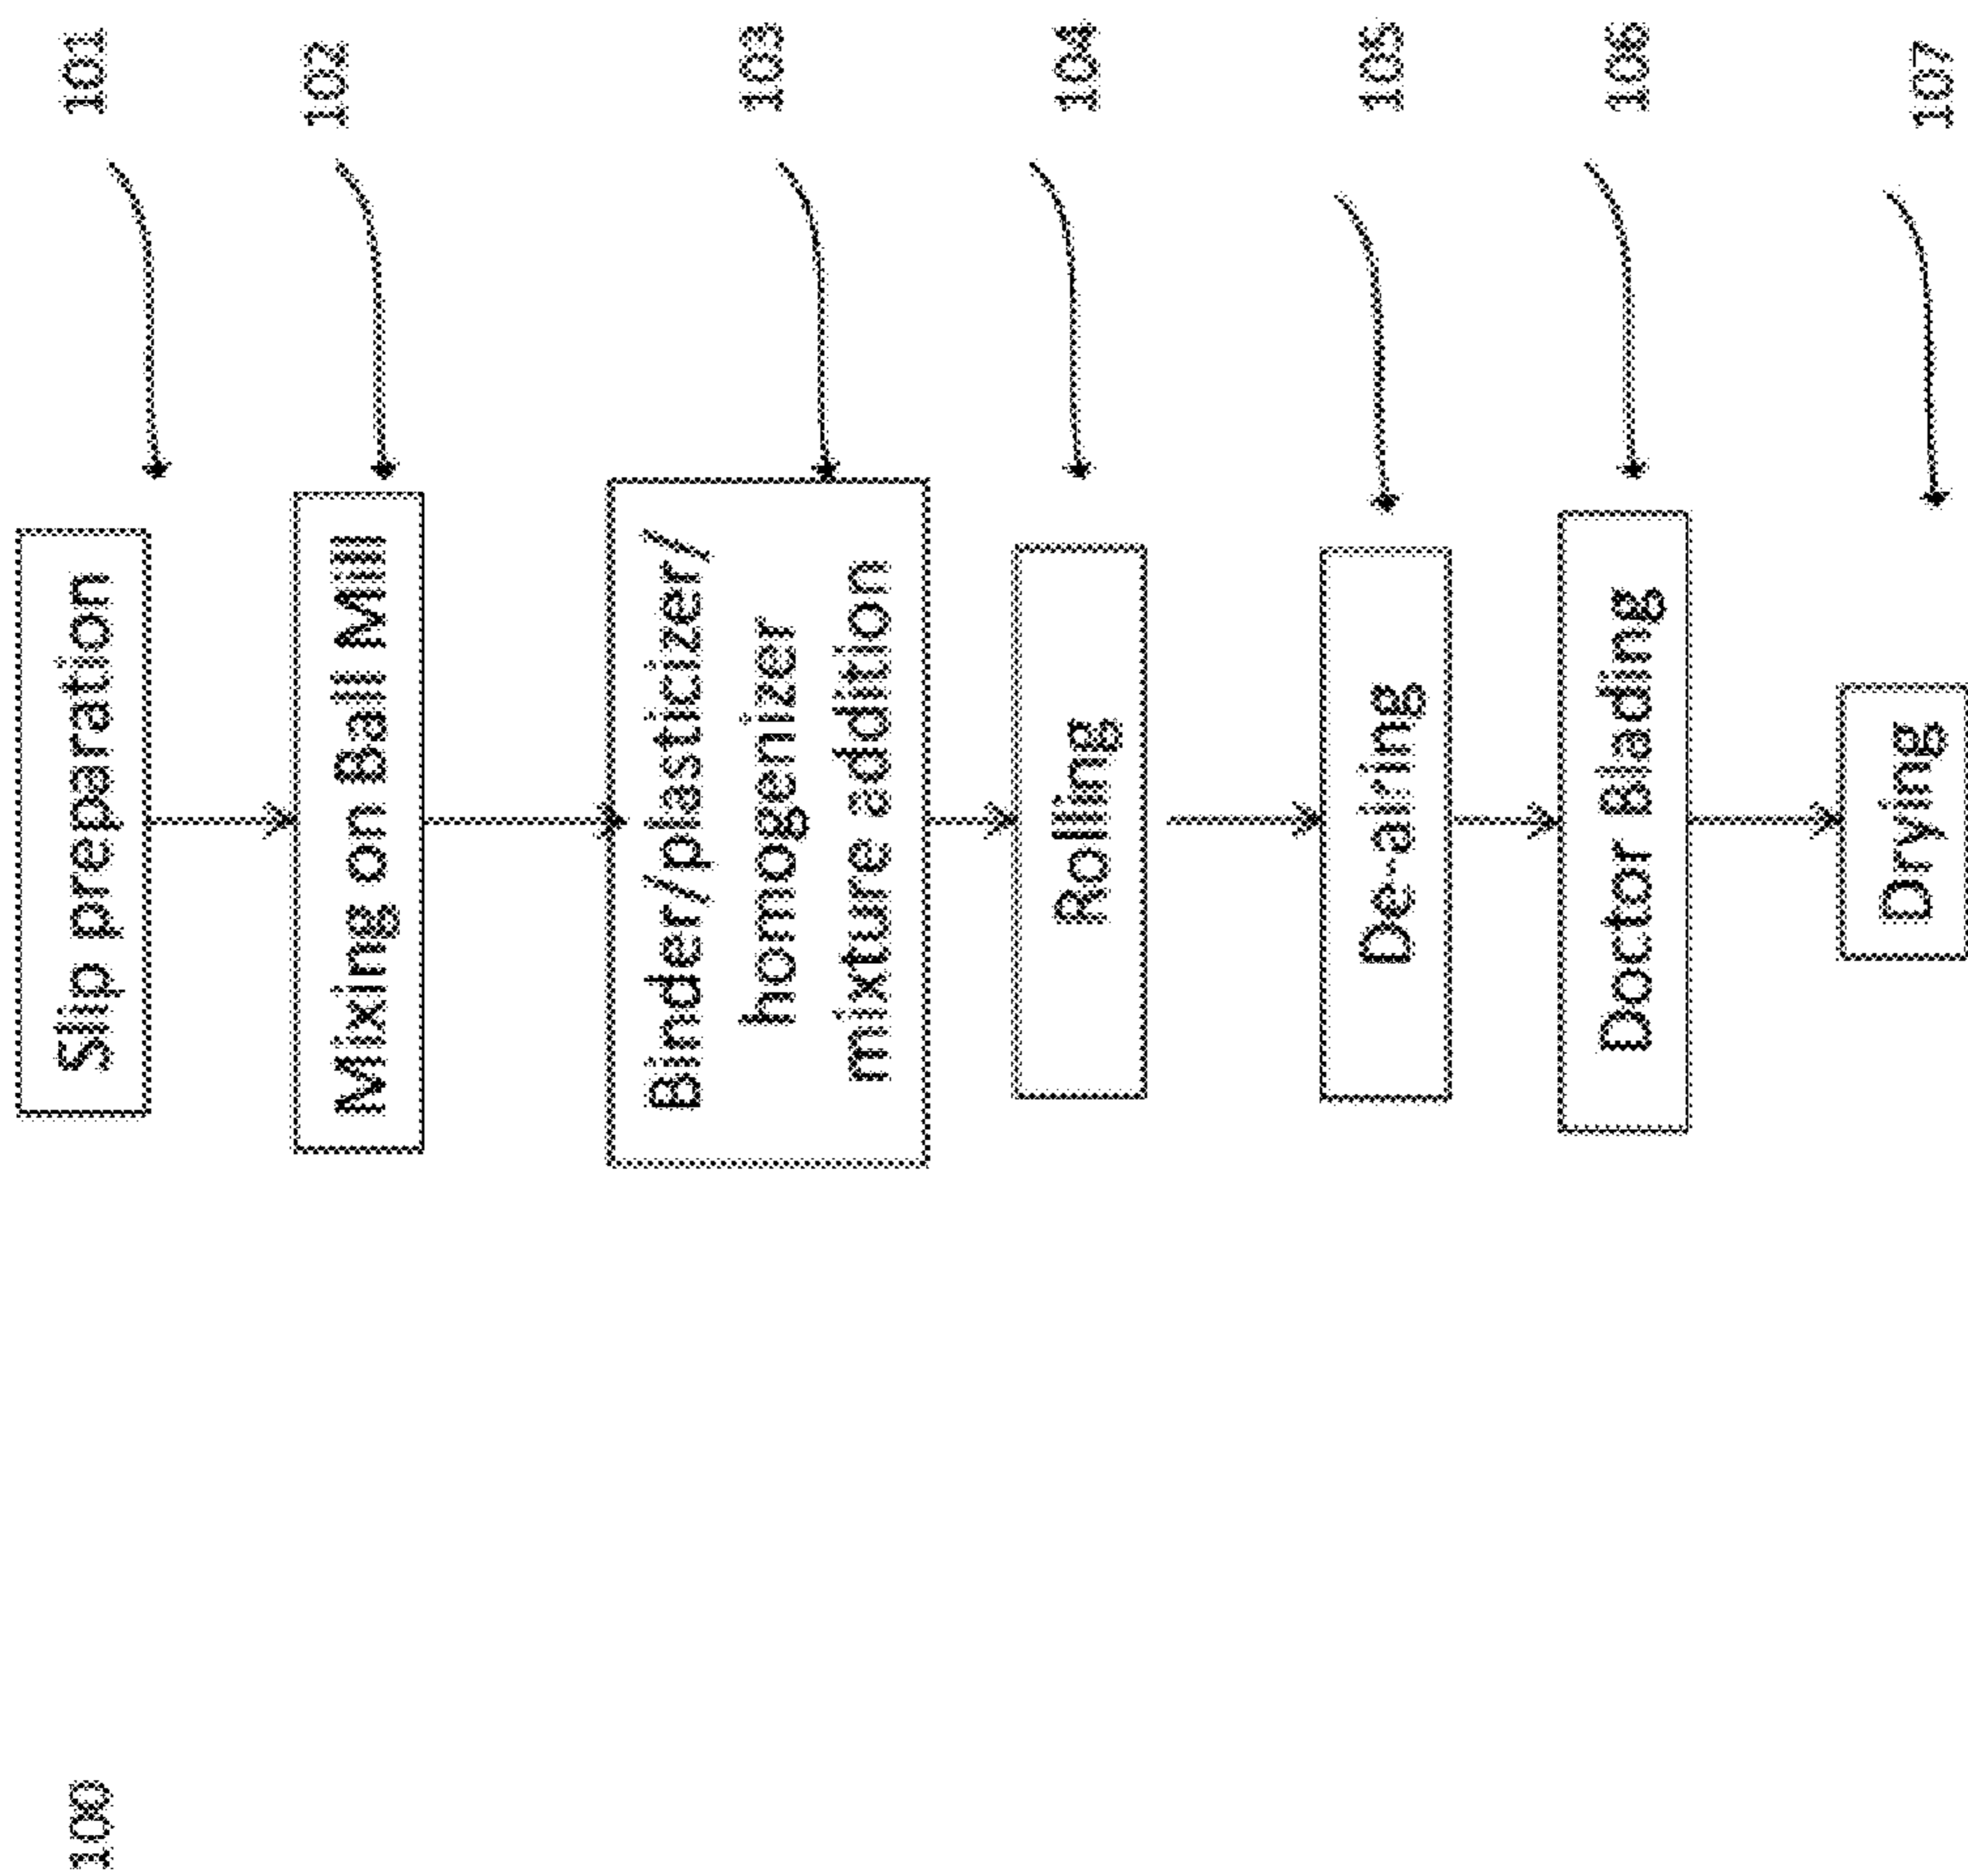 100
Slip preparation
101
Mixing on Ball Mill
102
Binder/plasticizer/
homogenizer
mixture addition
103
Rolling
104
De-airing
105
Doctor Blading
106
Drying
107